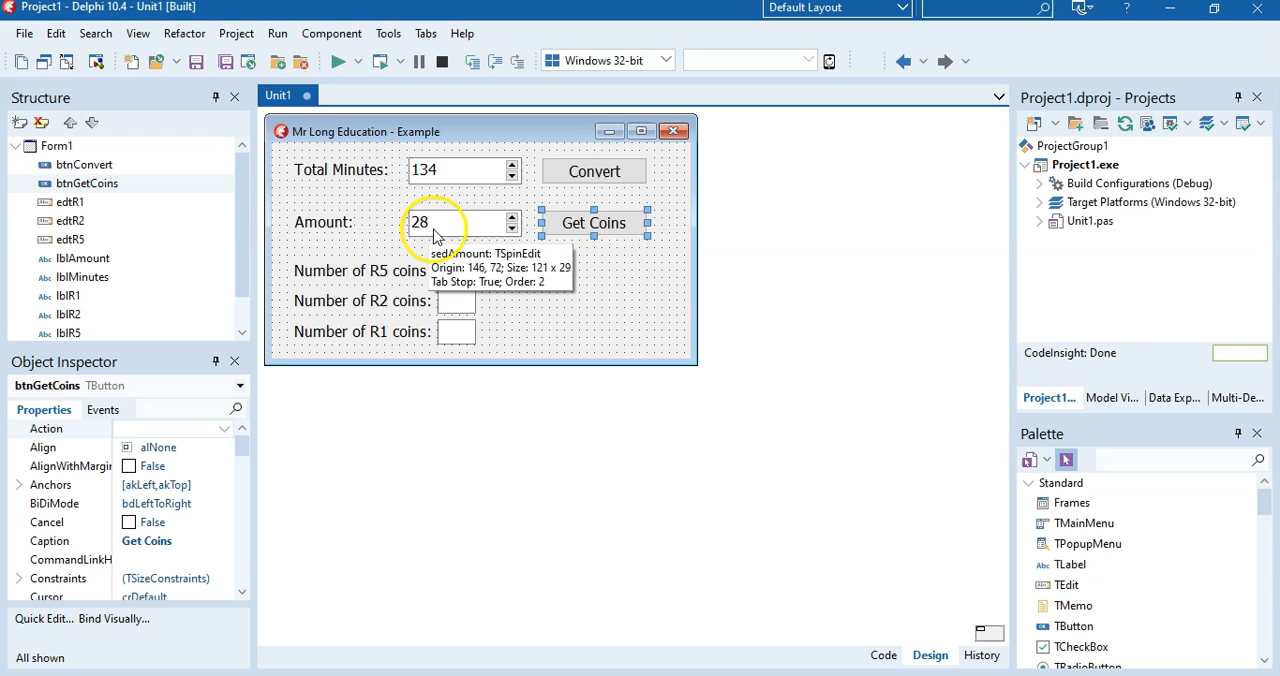 Project1 - Delphi 10.4 - Unit1 [Built]
Default Layout
?
File Edit Search View Refactor Project Run Component Tools Tabs Help
Windows 32-bit
Structure
Form1
btnConvert
btnGetCoins
edtR1
edtR2
edtR5
lblAmount
lblMinutes
lblR1
lblR2
lblR5
Object Inspector
btnGetCoins TButton
Properties Events
Action
Align alNone
AlignWithMargin False
Anchors [akLeft,akTop]
BiDiMode bdLeftToRight
Cancel False
Caption Get Coins
CommandLinkH
Constraints (TSizeConstraints)
Cursor crDefault
Quick Edit... Bind Visually...
All shown
Unit1
Mr Long Education - Example
Total Minutes: 134 Convert
Amount: 28 Get Coins
sedAmount: TSpinEdit
Origin: 146, 72; Size: 121 x 29
Tab Stop: True; Order: 2
Number of R5 coins
Number of R2 coins:
Number of R1 coins:
Code Design History
Project1.dproj - Projects
ProjectGroup1
Project1.exe
Build Configurations (Debug)
Target Platforms (Windows 32-bit)
Unit1.pas
CodeInsight: Done
Project1... Model Vi... Data Exp... Multi-De...
Palette
Standard
Frames
TMainMenu
TPopupMenu
Abc TLabel
TEdit
TMemo
TButton
TCheckBox
TRadioButton